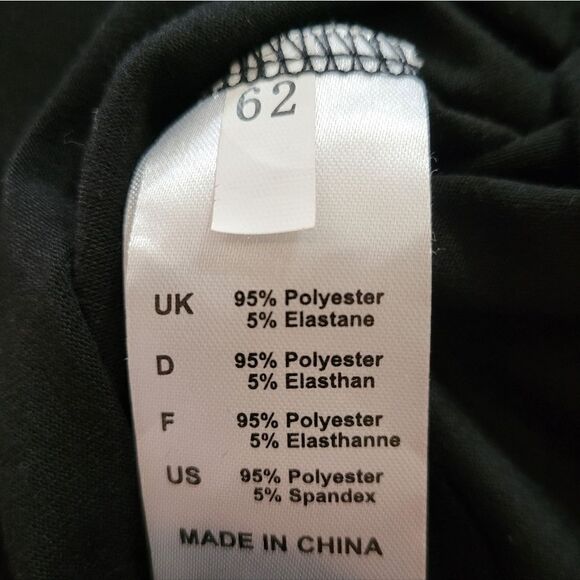 62
UK 95% Polyester
5% Elastane
D 95% Polyester
5% Elasthan
F 95% Polyester
5% Elasthanne
US 95% Polyester
5% Spandex
MADE IN CHINA